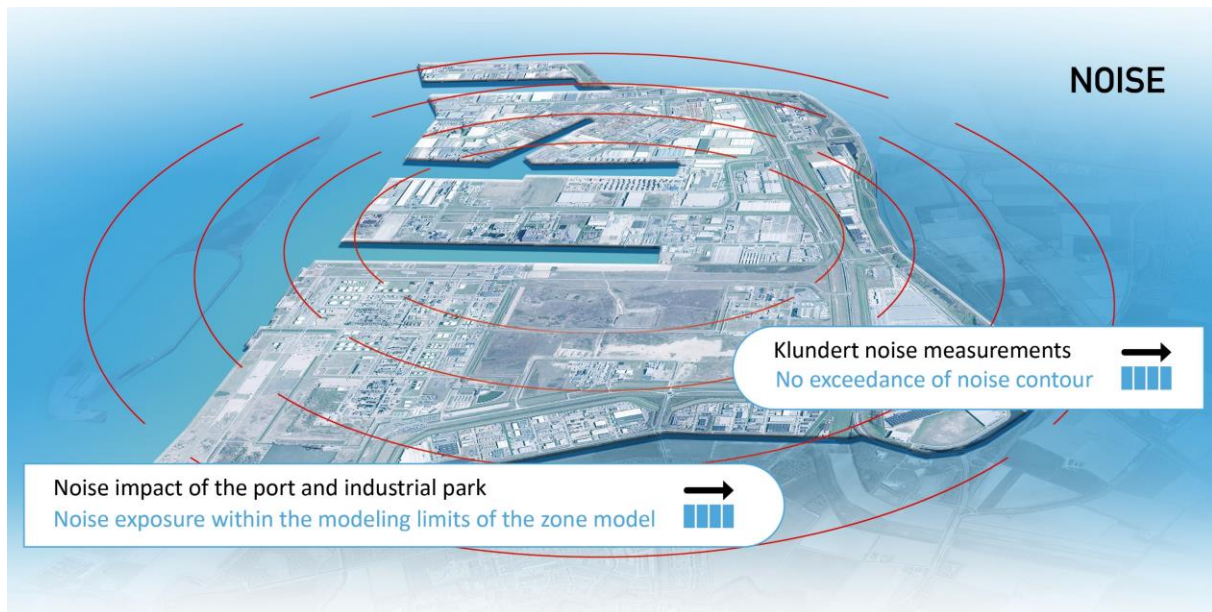 NOISE
Klundert noise measurements
No exceedance of noise contour
Noise impact of the port and industrial park
Noise exposure within the modeling limits of the zone model